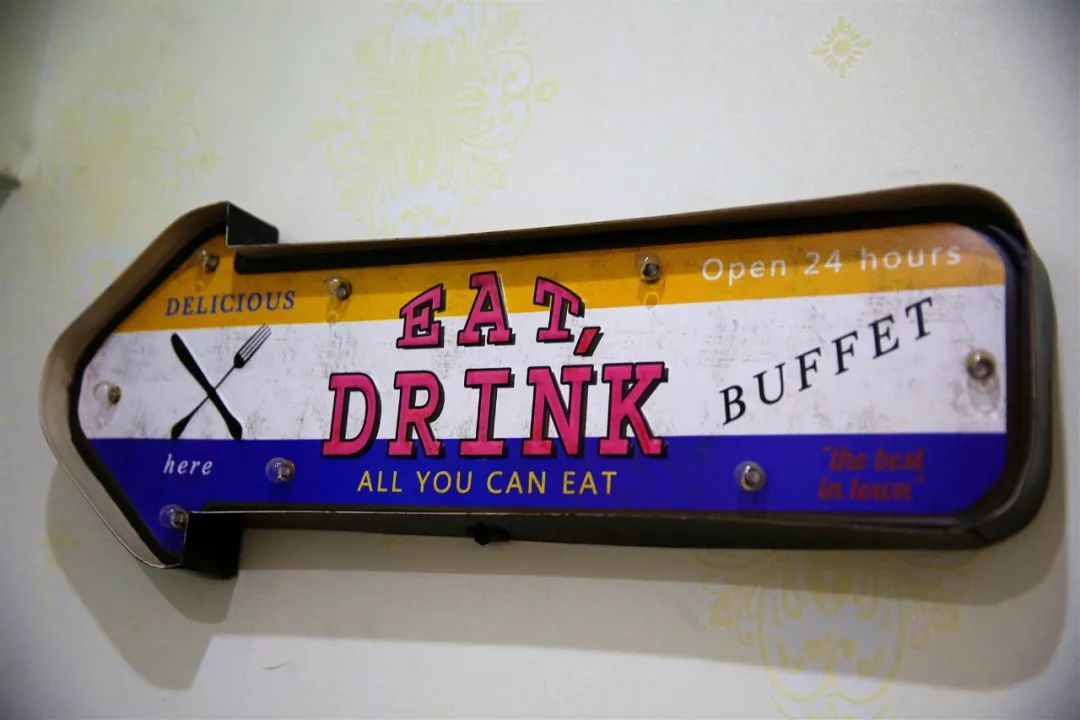 DELICIOUS
here
EAT,
DRINK
ALL YOU CAN EAT
Open 24 hours
BUFFET
"the best
in town"